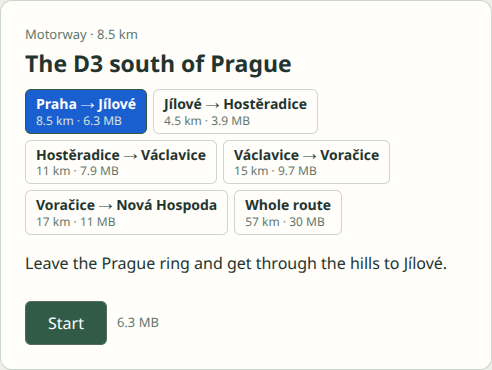 Motorway · 8.5 km
The D3 south of Prague
Praha → Jílové
8.5 km · 6.3 MB
Jílové → Hostěradice
4.5 km · 3.9 MB
Hostěradice → Václavice
11 km · 7.9 MB
Václavice → Voračice
15 km · 9.7 MB
Voračice → Nová Hospoda
17 km · 11 MB
Whole route
57 km · 30 MB
Leave the Prague ring and get through the hills to Jílové.
Start
6.3 MB